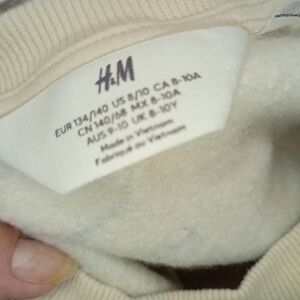 H&M
EUR 134/140 US 8/10 CA 8-10A
CN 140/68 MX 8-10A
AUS 9-10 UK 8-10Y
Made in Vietnam
Fabriqué au Vietnam